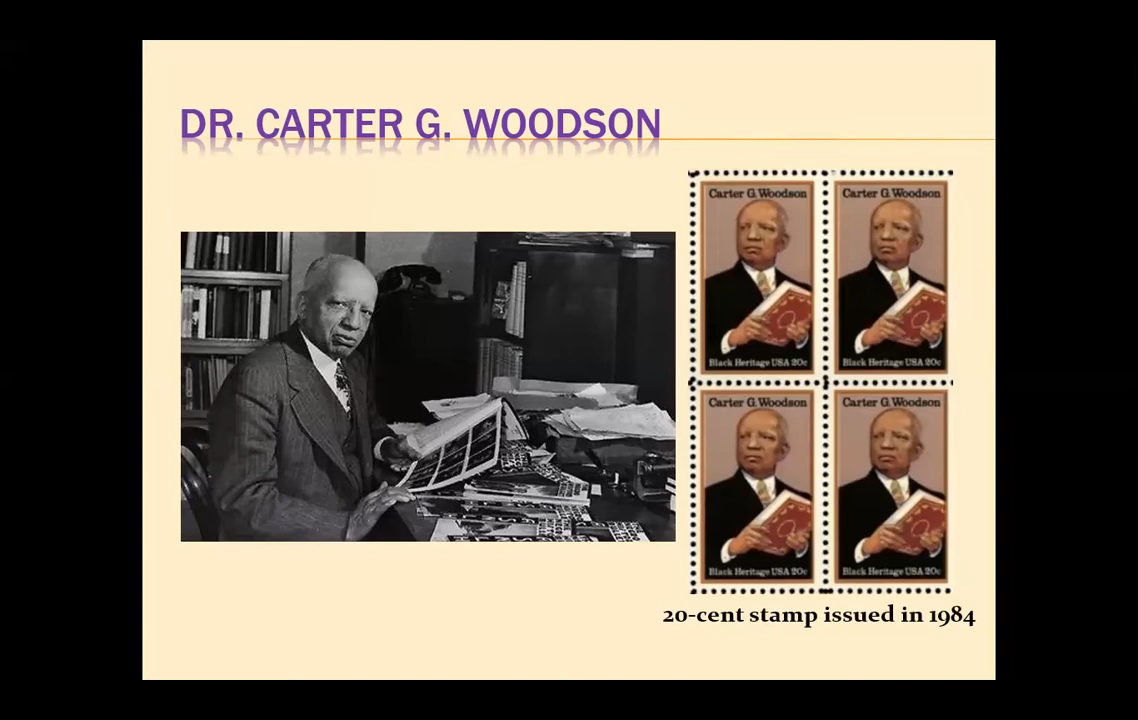 DR. CARTER G. WOODSON
Carter G. Woodson
Black Heritage USA 20c
Carter G. Woodson
Black Heritage USA 20c
Carter G. Woodson
Black Heritage USA 20c
Carter G. Woodson
Black Heritage USA 20c
20-cent stamp issued in 1984